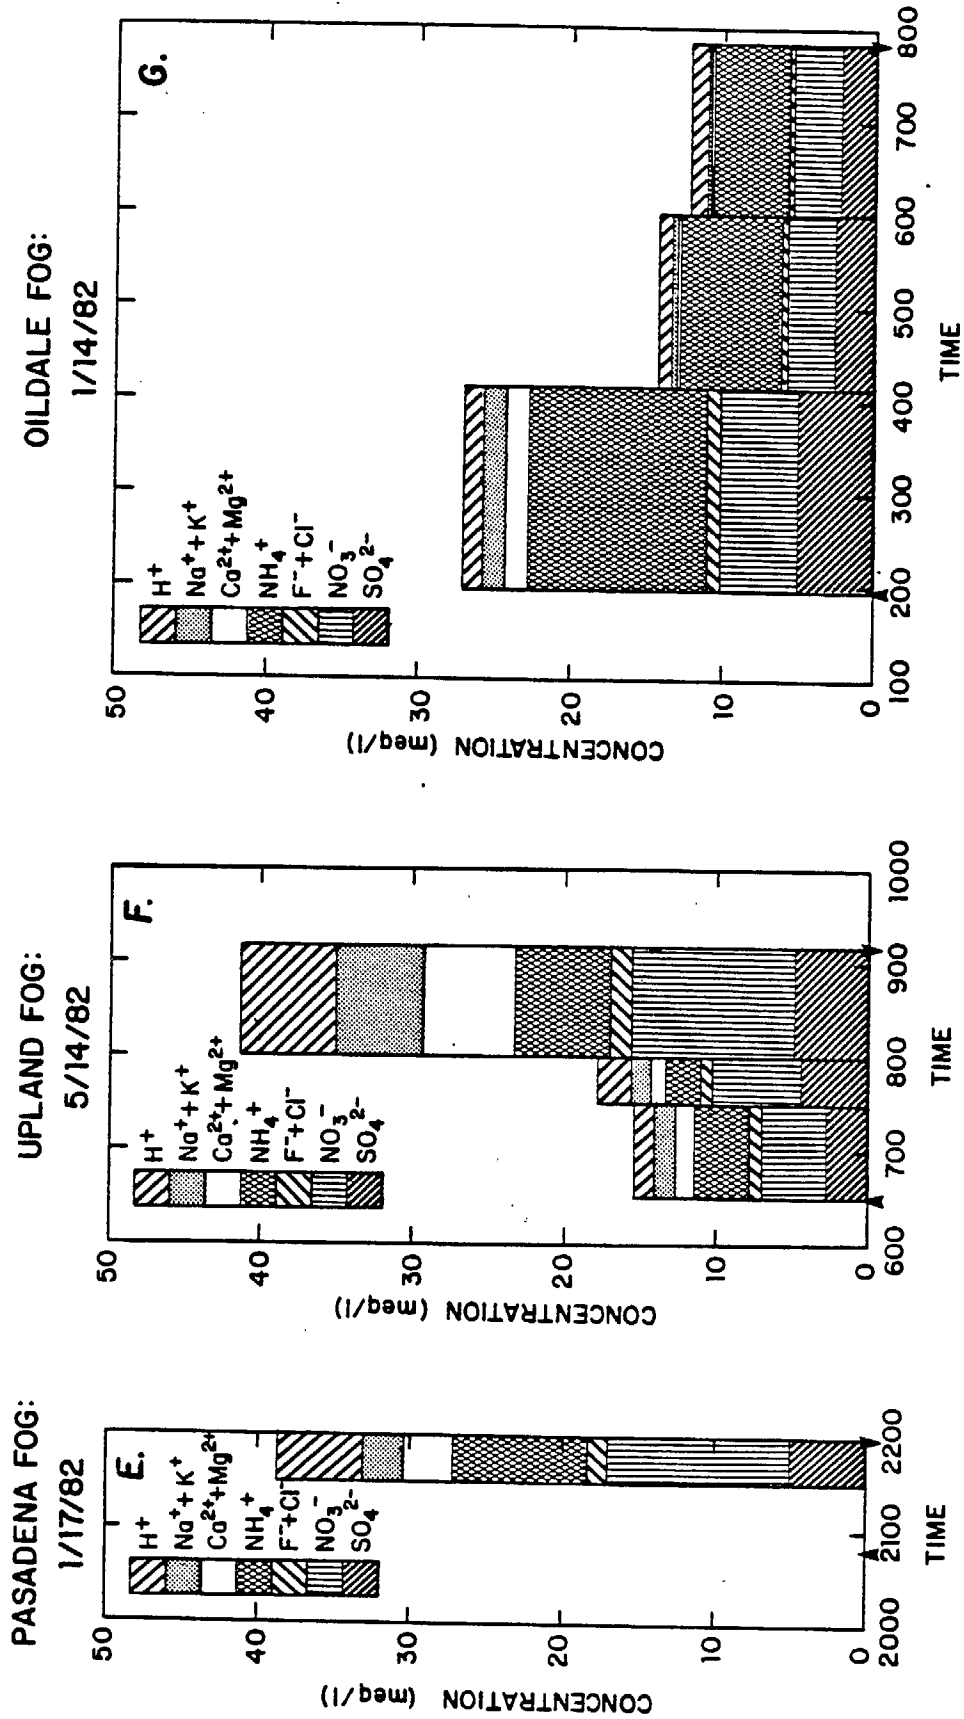 PASADENA FOG:
1/17/82
E.
H⁺
Na⁺+K⁺
Ca²⁺+Mg²⁺
NH₄⁺
F⁻+Cl⁻
NO₃⁻
SO₄²⁻
CONCENTRATION (meq/l)
50
40
30
20
10
0
2000
2100
2200
TIME
UPLAND FOG:
5/14/82
F.
H⁺
Na⁺+K⁺
Ca²⁺+Mg²⁺
NH₄⁺
F⁻+Cl⁻
NO₃⁻
SO₄²⁻
CONCENTRATION (meq/l)
50
40
30
20
10
0
600
700
800
900
1000
TIME
OILDALE FOG:
1/14/82
G.
H⁺
Na⁺+K⁺
Ca²⁺+Mg²⁺
NH₄⁺
F⁻+Cl⁻
NO₃⁻
SO₄²⁻
CONCENTRATION (meq/l)
50
40
30
20
10
0
100
200
300
400
500
600
700
800
TIME